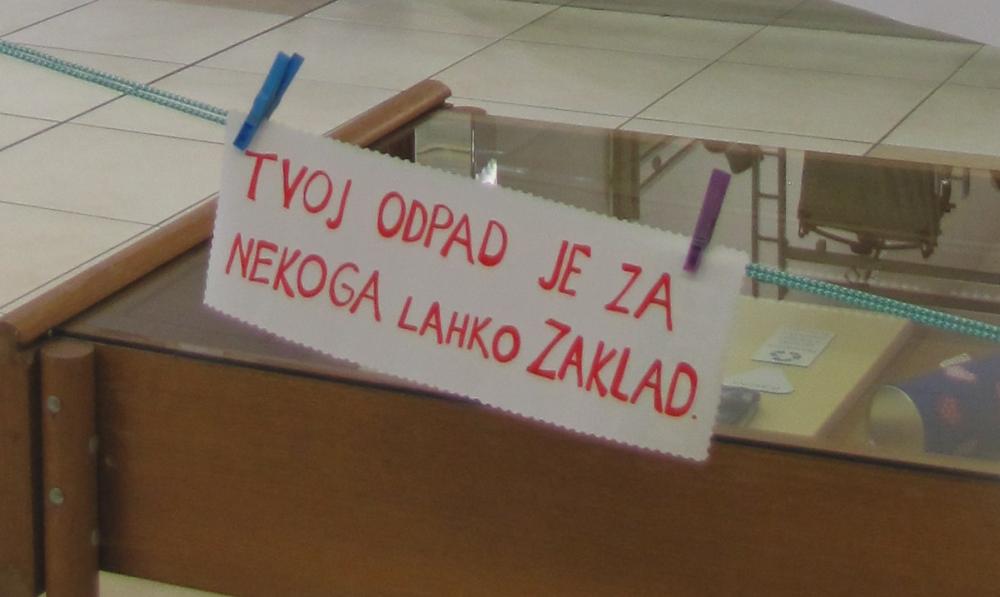 TVOJ ODPAD JE ZA
NEKOGA LAHKO ZAKLAD.